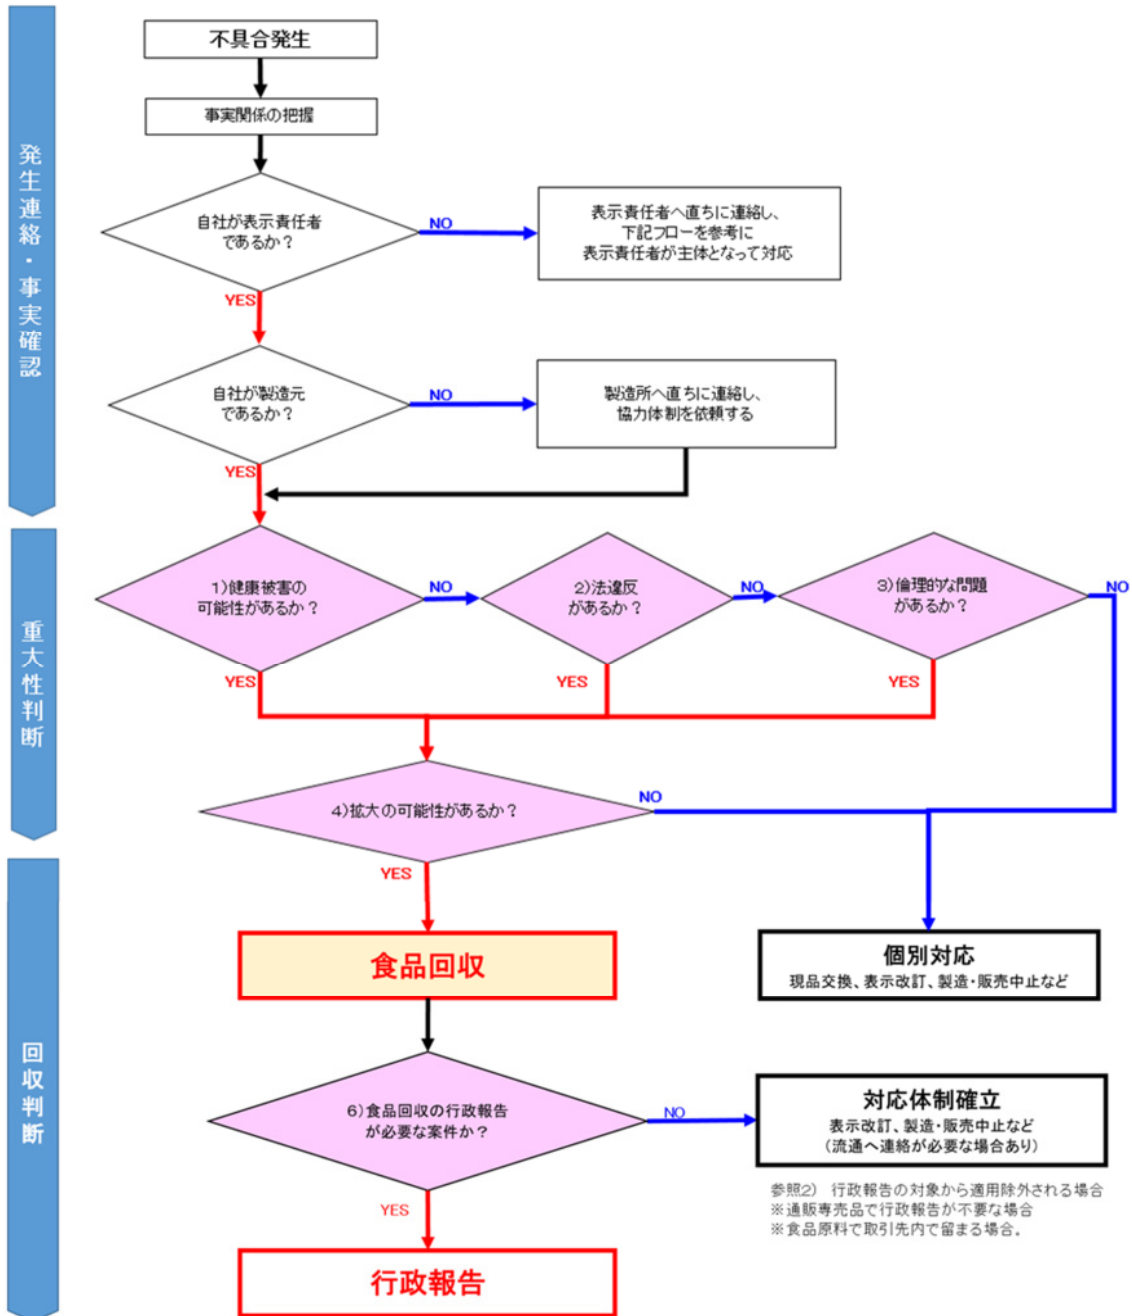 発生連絡・事実確認
不具合発生
事実関係の把握
自社が表示責任者
であるか？
NO
表示責任者へ直ちに連絡し、
下記フローを参考に
表示責任者が主体となって対応
YES
自社が製造元
であるか？
NO
製造所へ直ちに連絡し、
協力体制を依頼する
YES
重大性判断
1)健康被害の
可能性があるか？
NO
2)法違反
があるか？
NO
3)倫理的な問題
があるか？
NO
YES
YES
YES
4)拡大の可能性があるか？
NO
YES
回収判断
食品回収
個別対応
現品交換、表示改訂、製造・販売中止など
6)食品回収の行政報告
が必要な案件か？
NO
対応体制確立
表示改訂、製造・販売中止など
(流通へ連絡が必要な場合あり)
参照2) 行政報告の対象から適用除外される場合
※通販専売品で行政報告が不要な場合
※食品原料で取引先内で留まる場合。
YES
行政報告